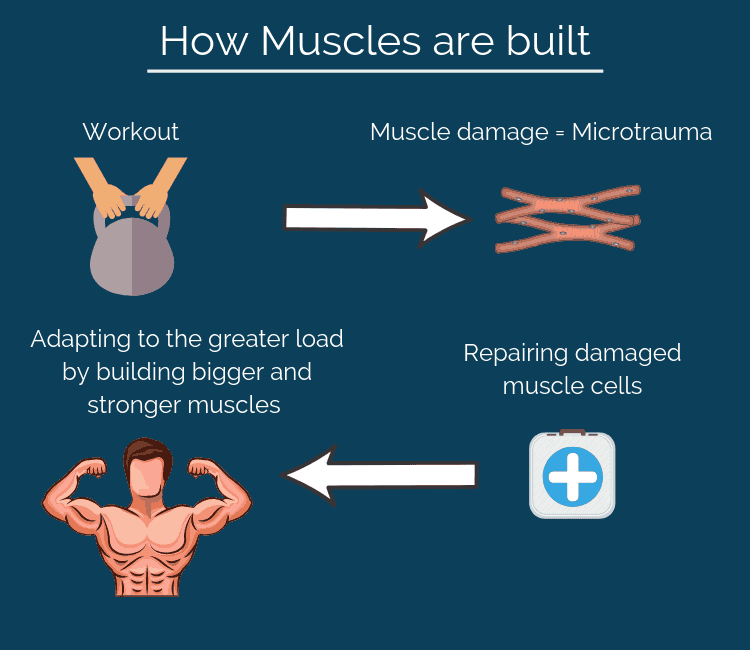 How Muscles are built
Workout
Muscle damage = Microtrauma
Adapting to the greater load
by building bigger and
stronger muscles
Repairing damaged
muscle cells